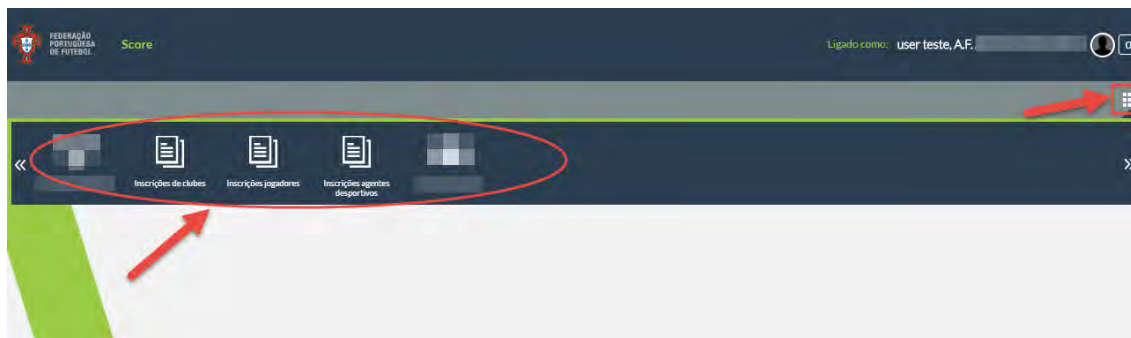 FEDERAÇÃO
PORTUGUESA
DE FUTEBOL
Score
Ligado como: user teste, A.F.
«
»
Inscrições de clubes
Inscrições jogadores
Inscrições agentes
desportivos